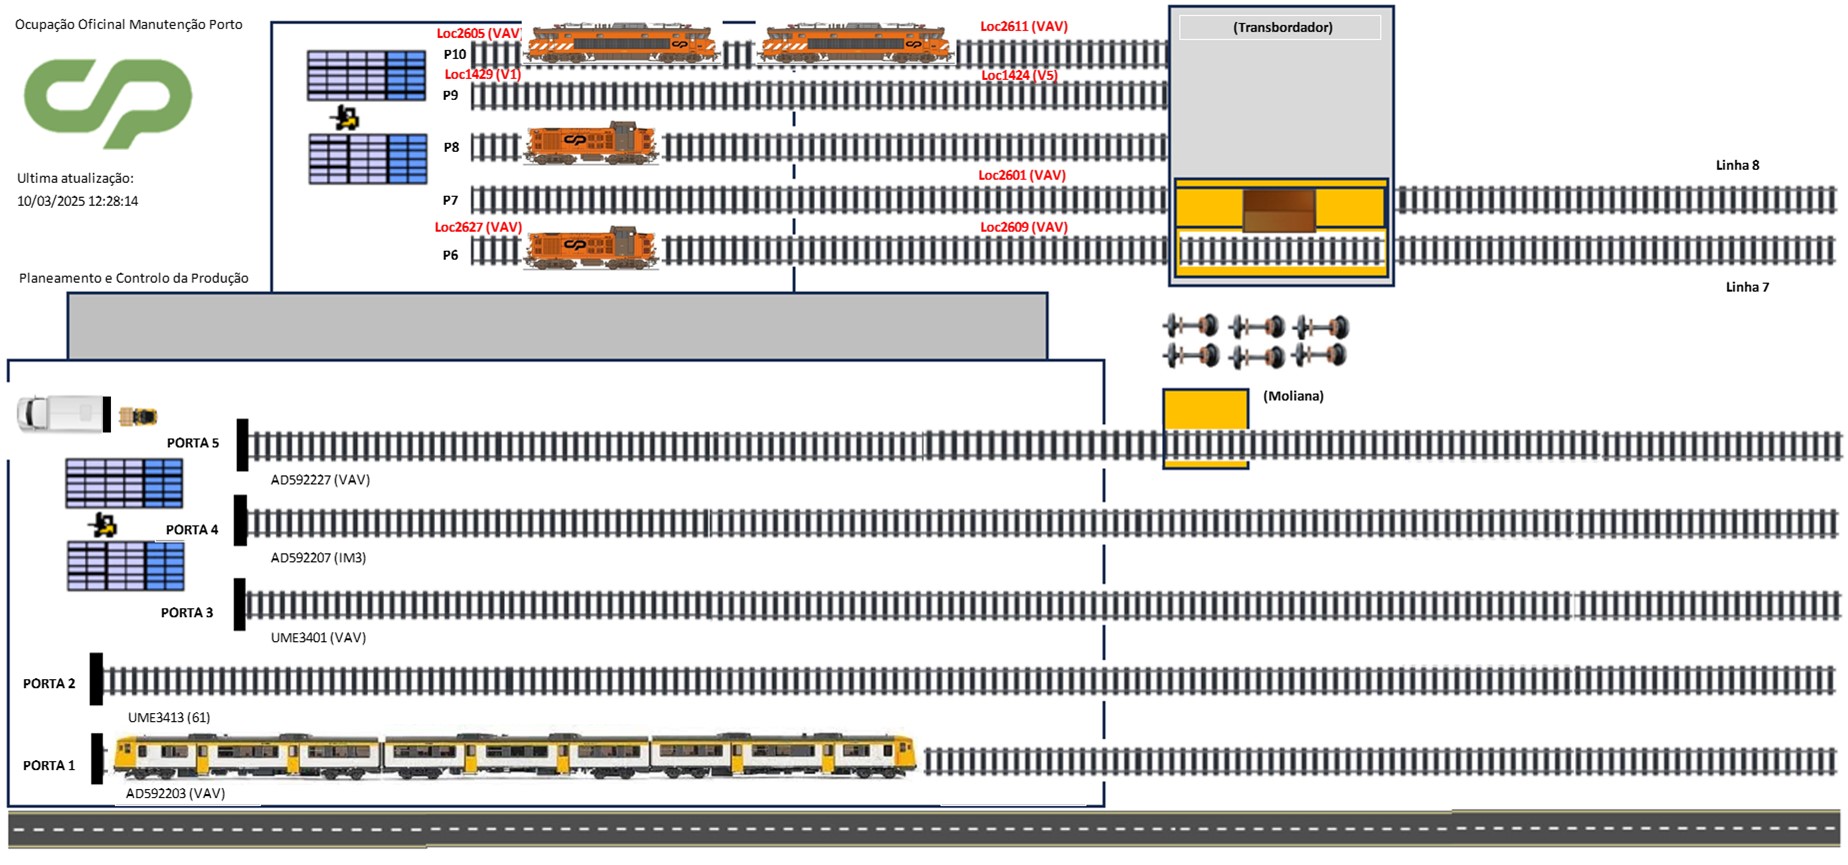 Ocupação Oficinal Manutenção Porto
CP
Ultima atualização:
10/03/2025 12:28:14
Planeamento e Controlo da Produção
Loc2605 (VAV)
Loc2611 (VAV)
P10
Loc1429 (V1)
Loc1424 (V5)
P9
P8
Loc2601 (VAV)
P7
Loc2627 (VAV)
Loc2609 (VAV)
P6
(Transbordador)
Linha 8
Linha 7
(Moliana)
PORTA 5
AD592227 (VAV)
PORTA 4
AD592207 (IM3)
PORTA 3
UME3401 (VAV)
PORTA 2
UME3413 (61)
PORTA 1
AD592203 (VAV)